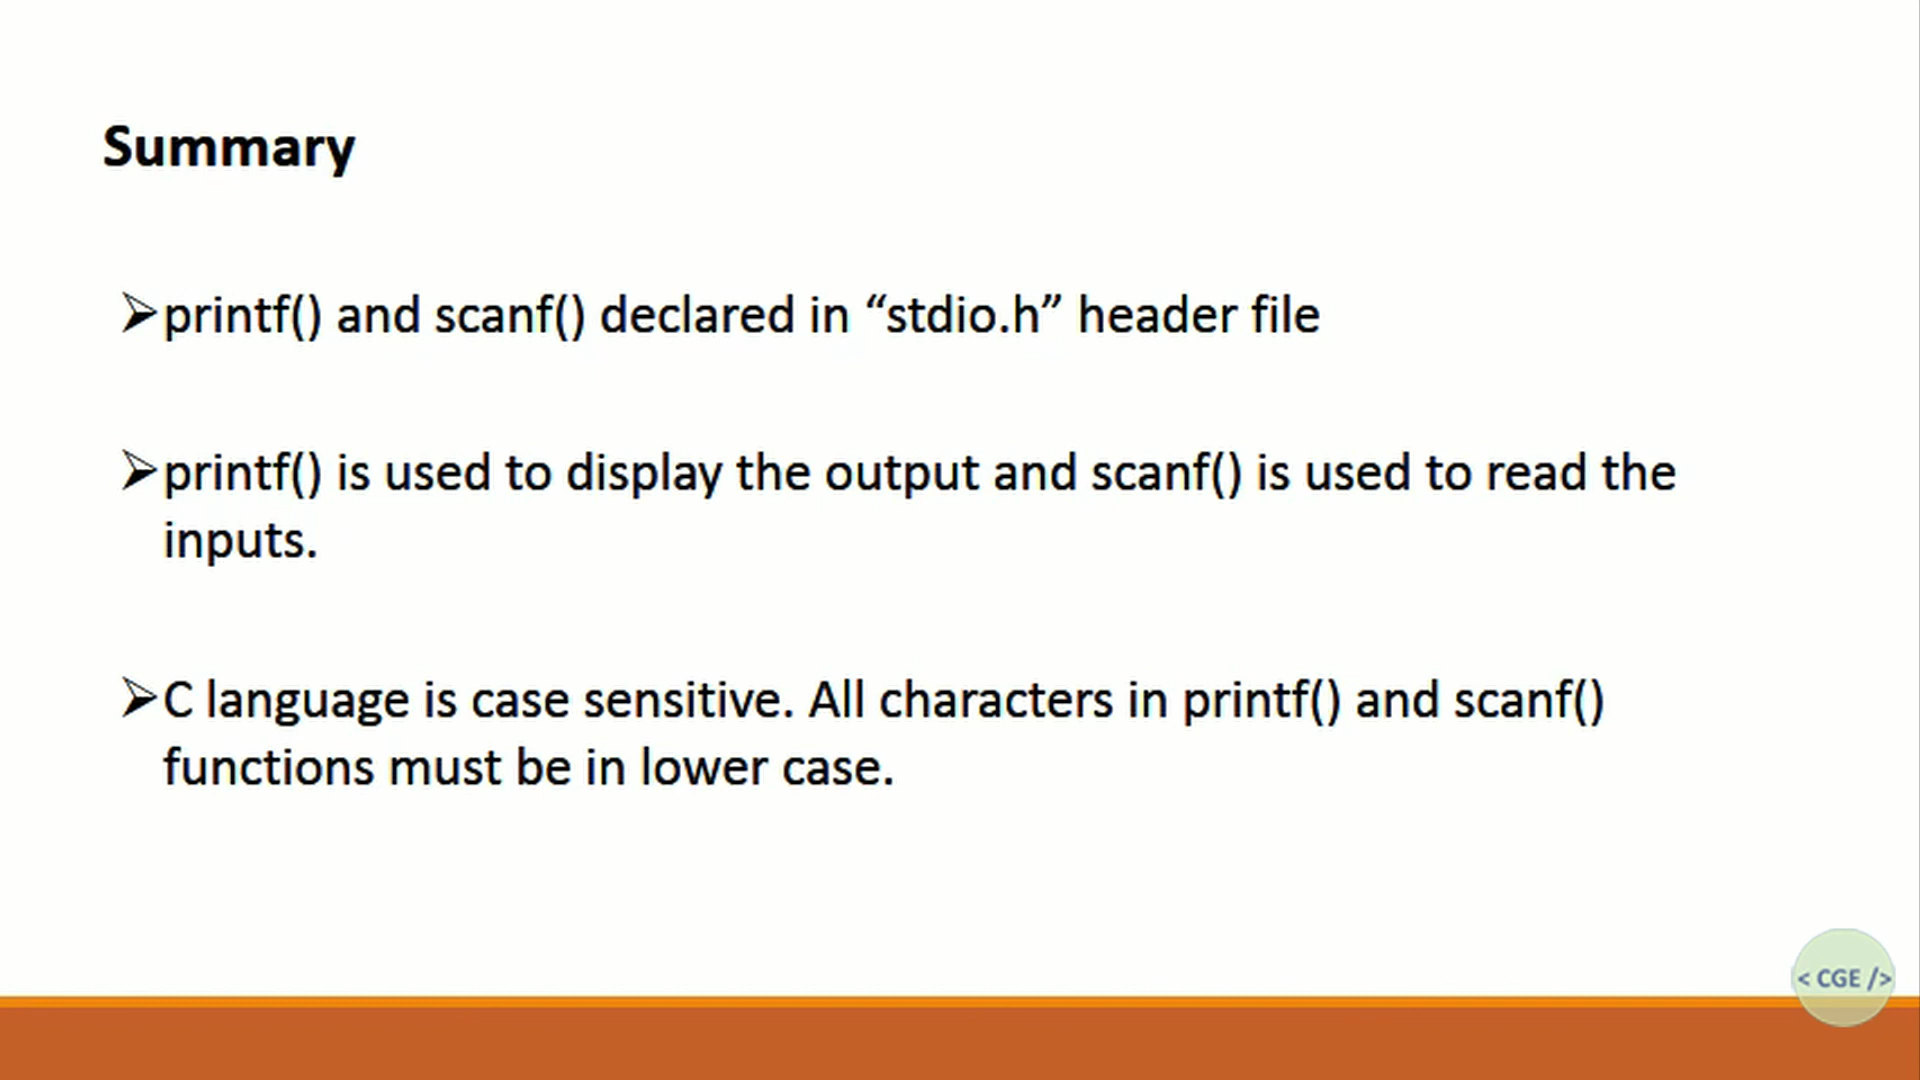 Summary
➢printf() and scanf() declared in “stdio.h” header file
➢printf() is used to display the output and scanf() is used to read the
inputs.
➢C language is case sensitive. All characters in printf() and scanf()
functions must be in lower case.
< CGE />